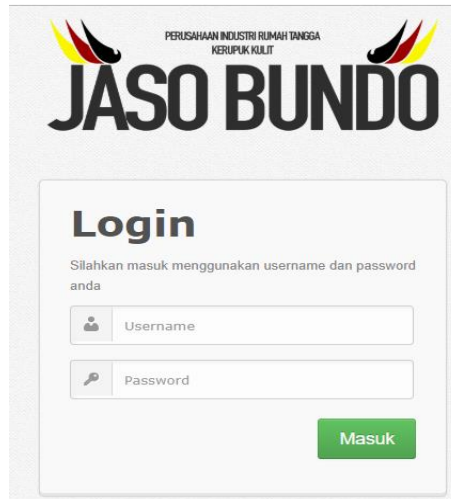 PERUSAHAAN INDUSTRI RUMAH TANGGA
KERUPUK KULIT
JASO BUNDO
Login
Silahkan masuk menggunakan username dan password
anda
Username
Password
Masuk